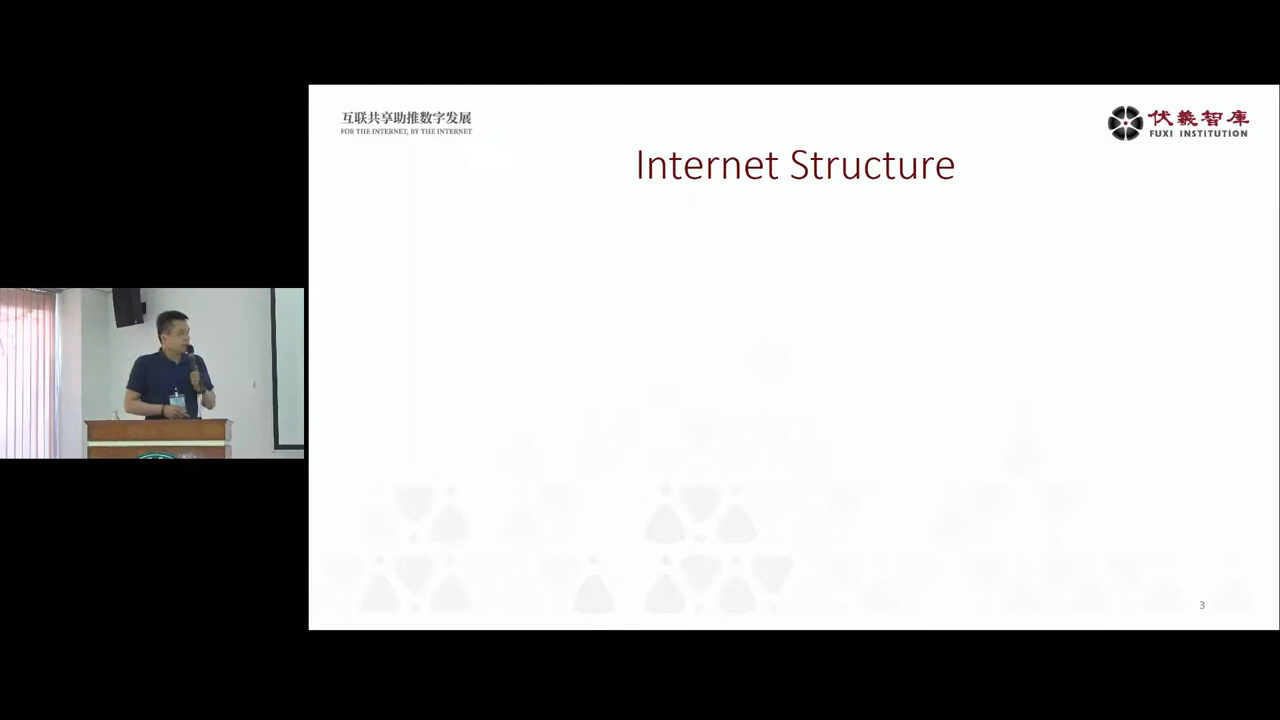 互联共享助推数字发展
FOR THE INTERNET, BY THE INTERNET
伏羲智庫
FUXI INSTITUTION
Internet Structure
3